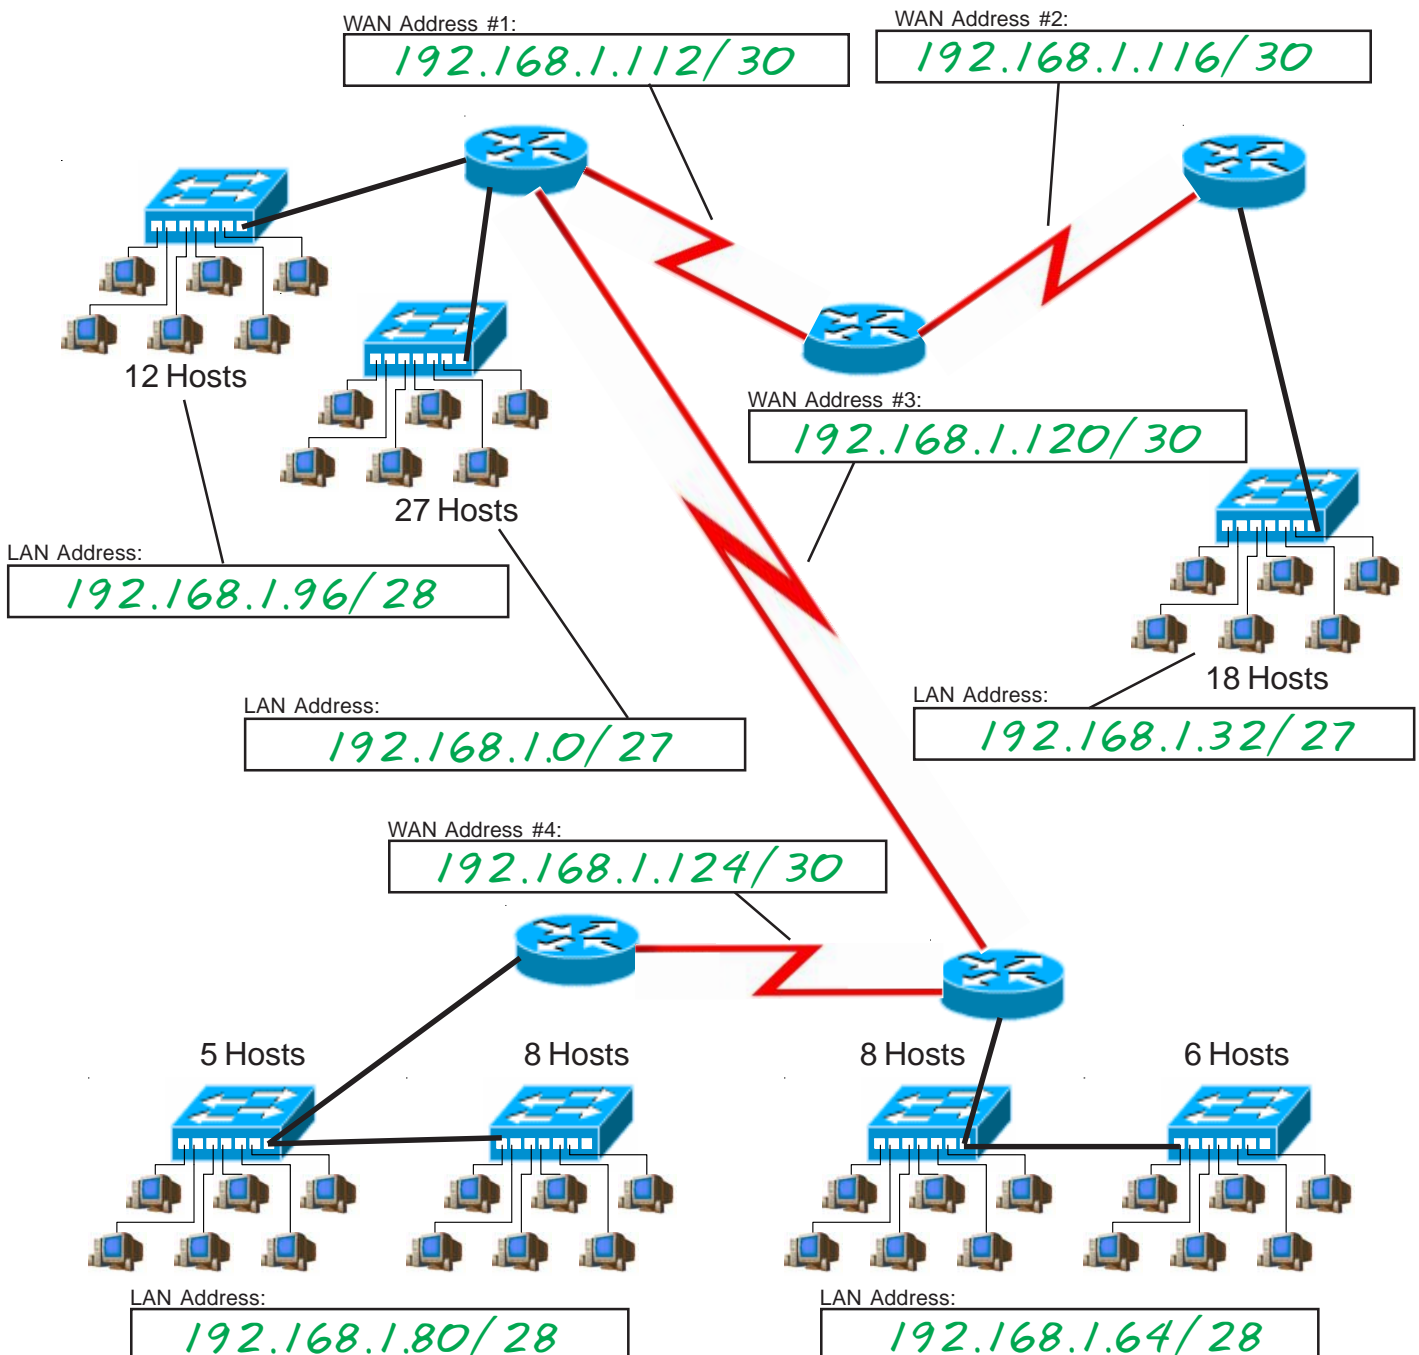 WAN Address #1:
192.168.1.112/30
WAN Address #2:
192.168.1.116/30
12 Hosts
WAN Address #3:
192.168.1.120/30
27 Hosts
LAN Address:
192.168.1.96/28
18 Hosts
LAN Address:
192.168.1.0/27
LAN Address:
192.168.1.32/27
WAN Address #4:
192.168.1.124/30
5 Hosts
8 Hosts
8 Hosts
6 Hosts
LAN Address:
192.168.1.80/28
LAN Address:
192.168.1.64/28